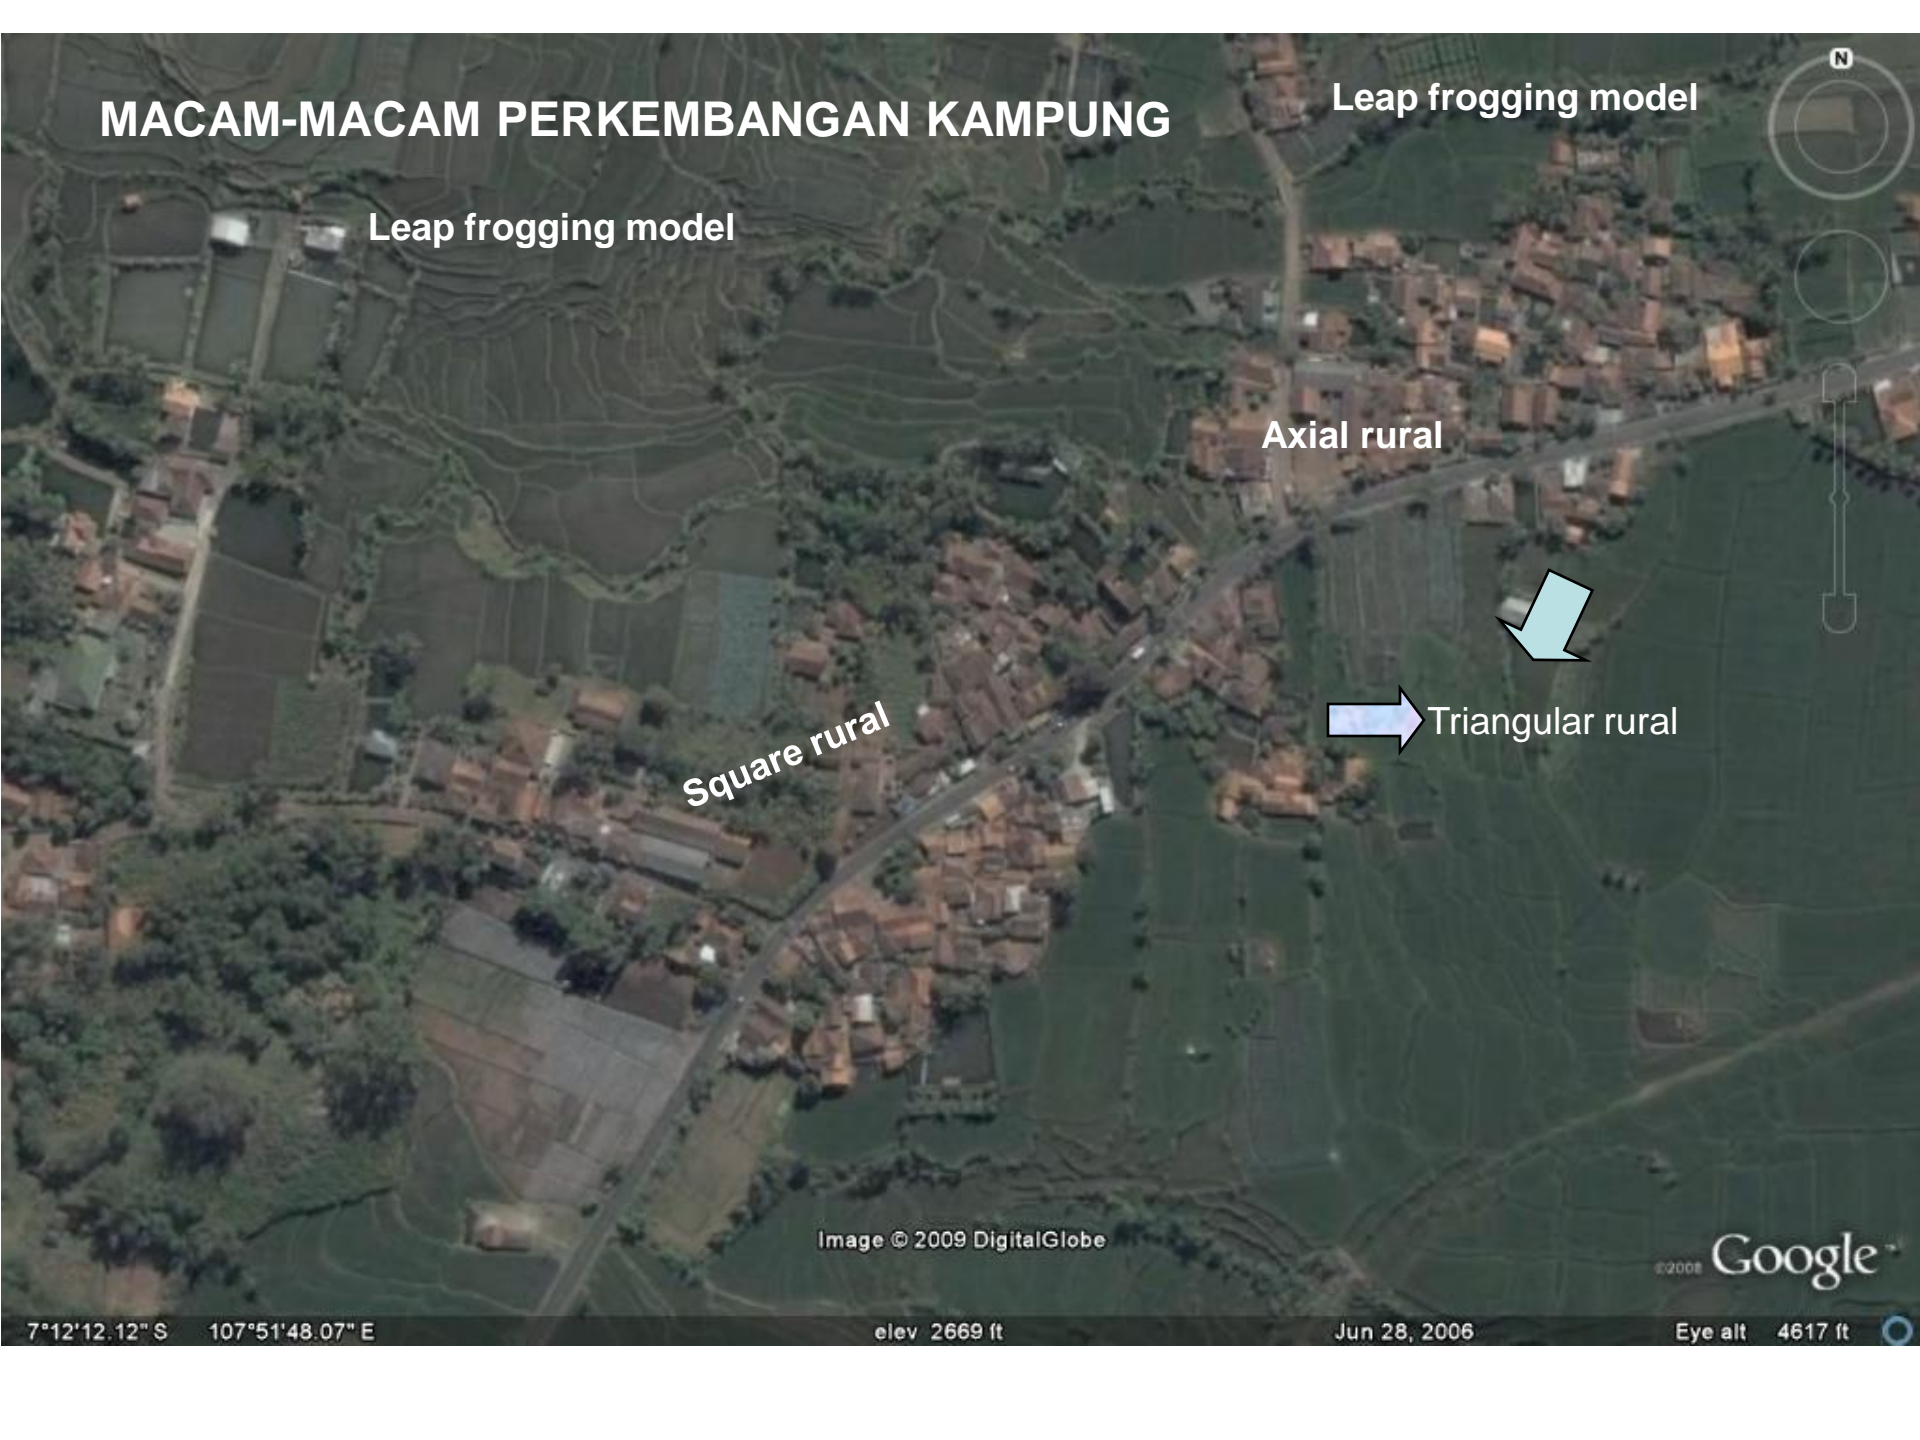 MACAM-MACAM PERKEMBANGAN KAMPUNG
Leap frogging model
Leap frogging model
Axial rural
Square rural
Triangular rural
N
Image © 2009 DigitalGlobe
©2008 Google™
7°12'12.12" S 107°51'48.07" E elev 2669 ft Jun 28, 2006 Eye alt 4617 ft